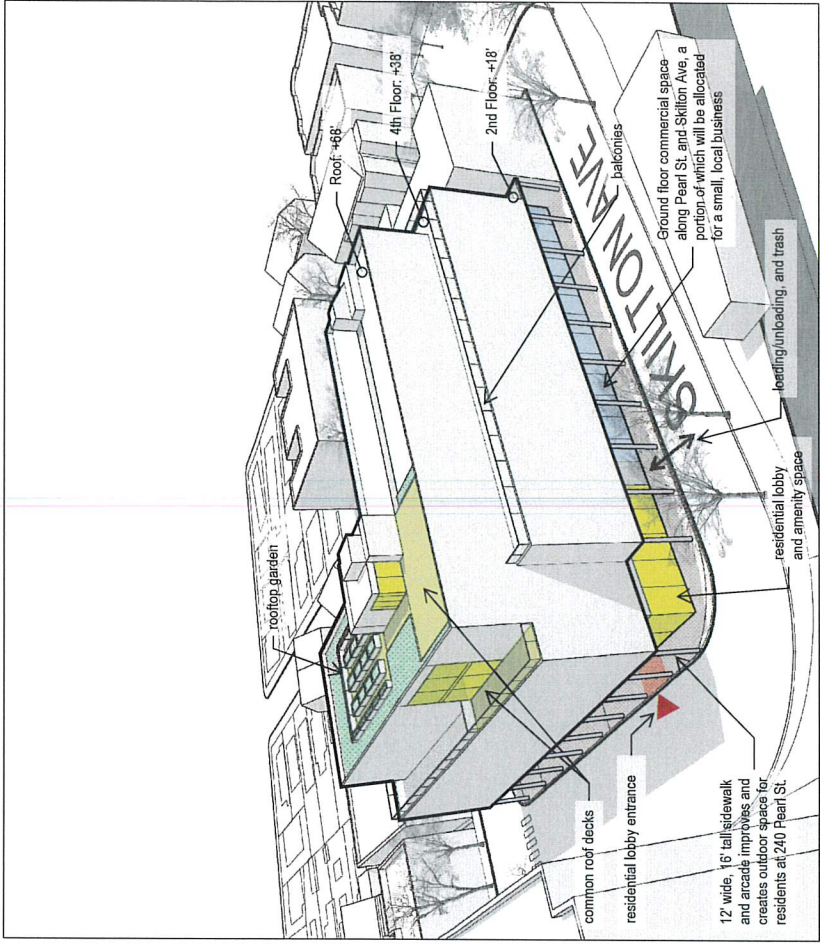 Roof: +68'
4th Floor: +38'
2nd Floor: +18'
rooftop garden
balconies
Ground floor commercial space
along Pearl St. and Skilton Ave, a
portion of which will be allocated
for a small, local business
SKILTON AVE
loading/unloading, and trash
residential lobby
and amenity space
common roof decks
residential lobby entrance
12' wide, 16' tall sidewalk
and arcade improves and
creates outdoor space for
residents at 240 Pearl St.